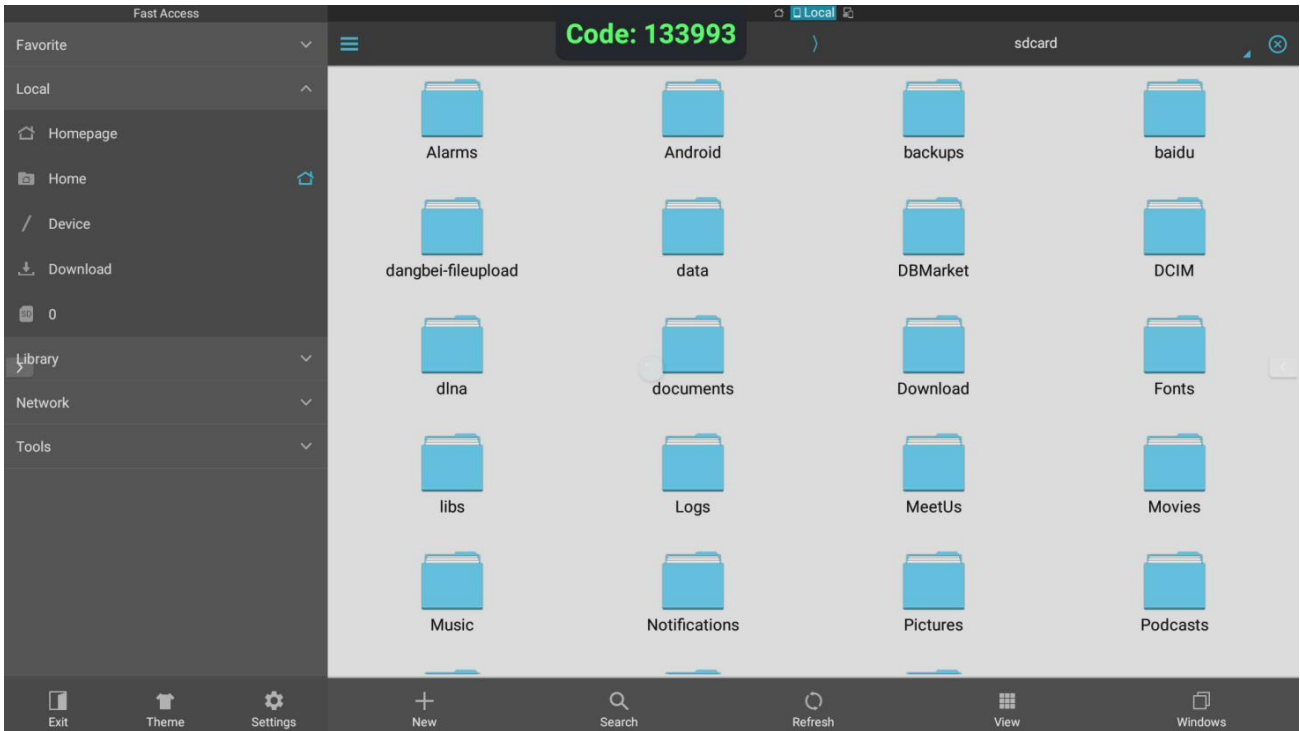 Fast Access
Local
Code: 133993
sdcard
Favorite
Local
Homepage
Home
Device
Download
SD 0
Library
Network
Tools
Alarms
Android
backups
baidu
dangbei-fileupload
data
DBMarket
DCIM
dlna
documents
Download
Fonts
libs
Logs
MeetUs
Movies
Music
Notifications
Pictures
Podcasts
Exit
Theme
Settings
New
Search
Refresh
View
Windows